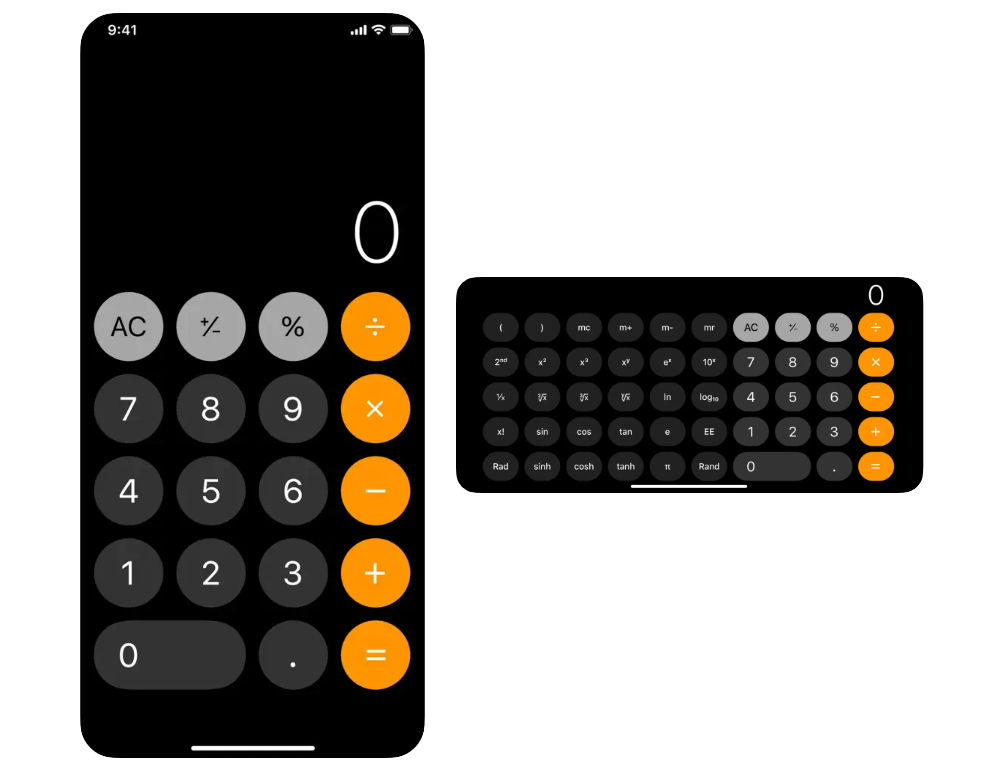 9:41
0
AC ⁺∕₋ % ÷
7 8 9 ×
4 5 6 −
1 2 3 +
0 . =
0
( ) mc m+ m- mr AC ⁺∕₋ % ÷
2ⁿᵈ x² x³ xʸ eˣ 10ˣ 7 8 9 ×
¹∕ₓ ²√x ³√x ʸ√x ln log₁₀ 4 5 6 −
x! sin cos tan e EE 1 2 3 +
Rad sinh cosh tanh π Rand 0 . =